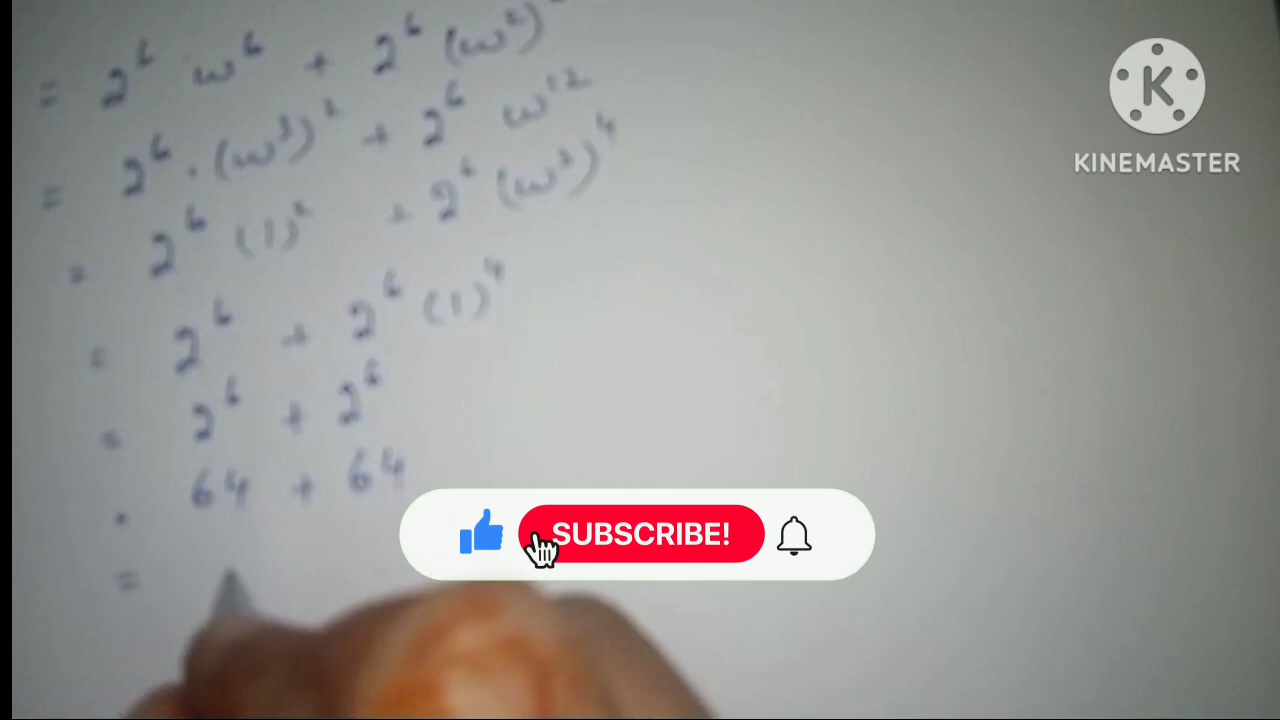 = 2⁶ ω⁶ + 2⁶ (ω²)
= 2⁶ . (ω³)² + 2⁶ ω¹²
= 2⁶ (1)² + 2⁶ (ω³)⁴
= 2⁶ + 2⁶ (1)⁴
= 2⁶ + 2⁶
64 + 64
=
K
KINEMASTER
SUBSCRIBE!